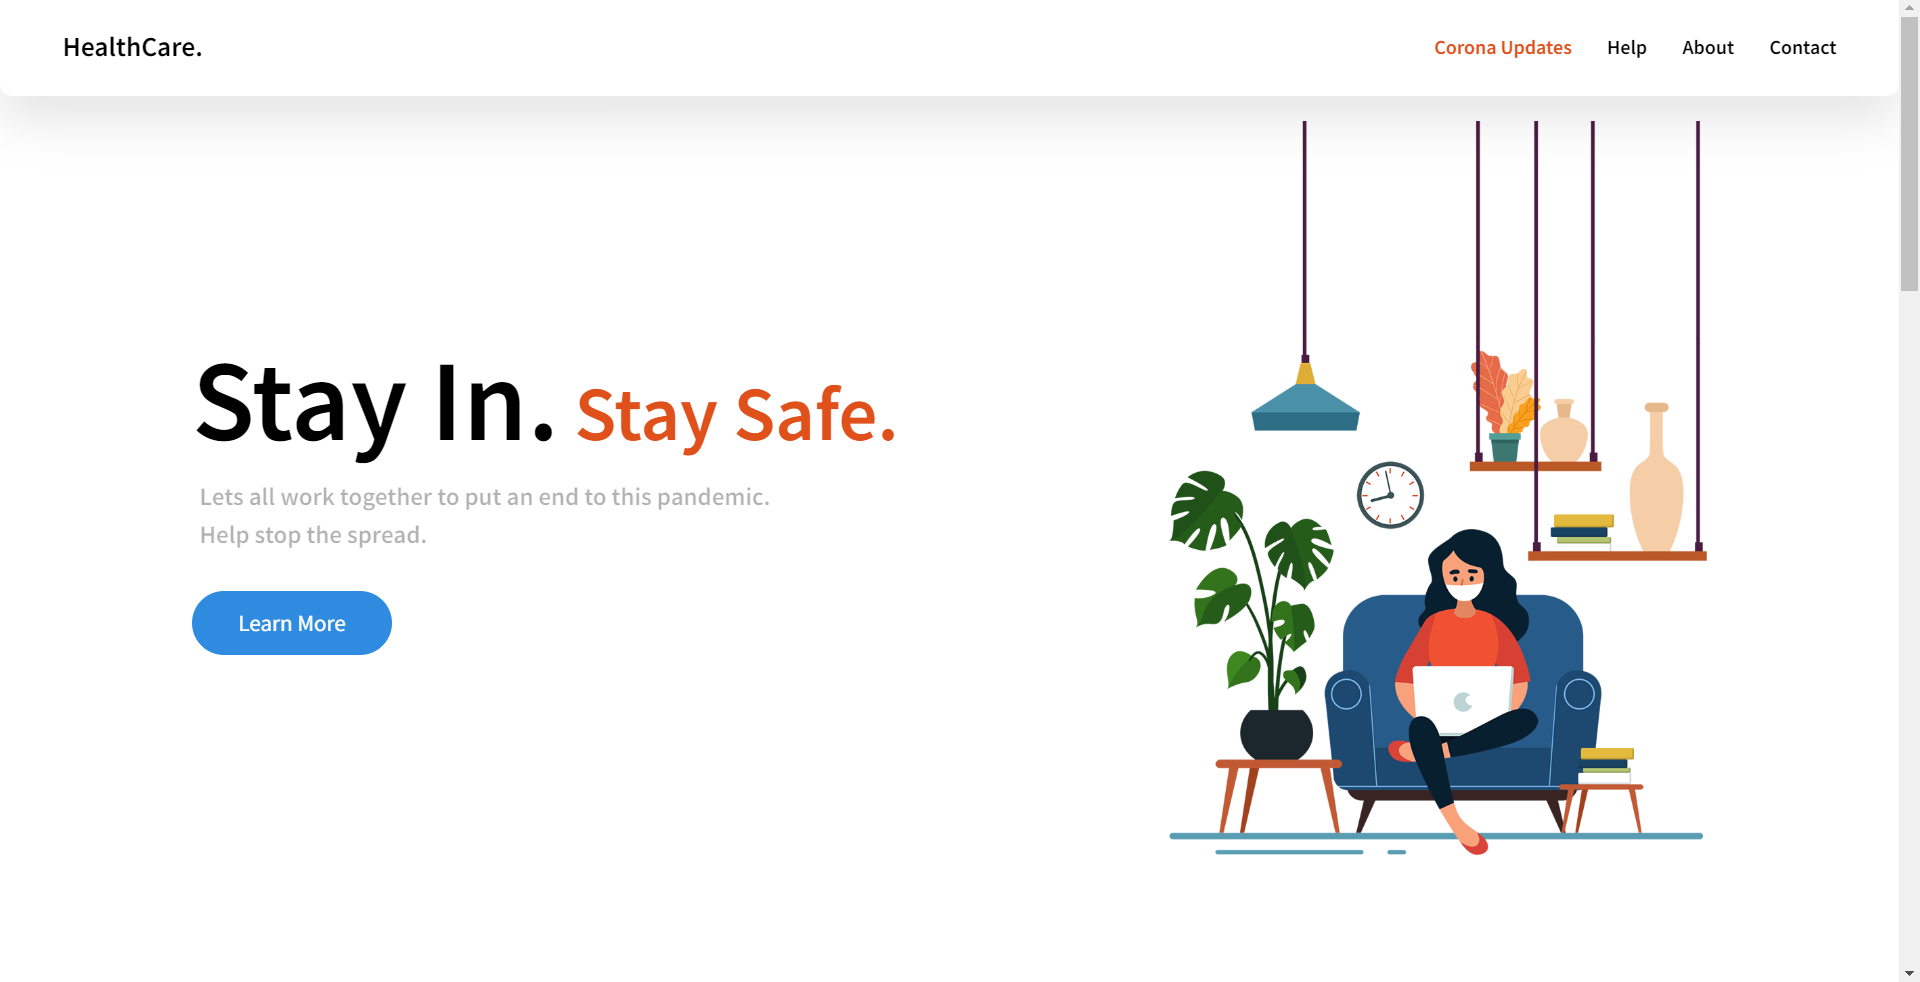 HealthCare.
Corona Updates Help About Contact
Stay In. Stay Safe.
Lets all work together to put an end to this pandemic.
Help stop the spread.
Learn More